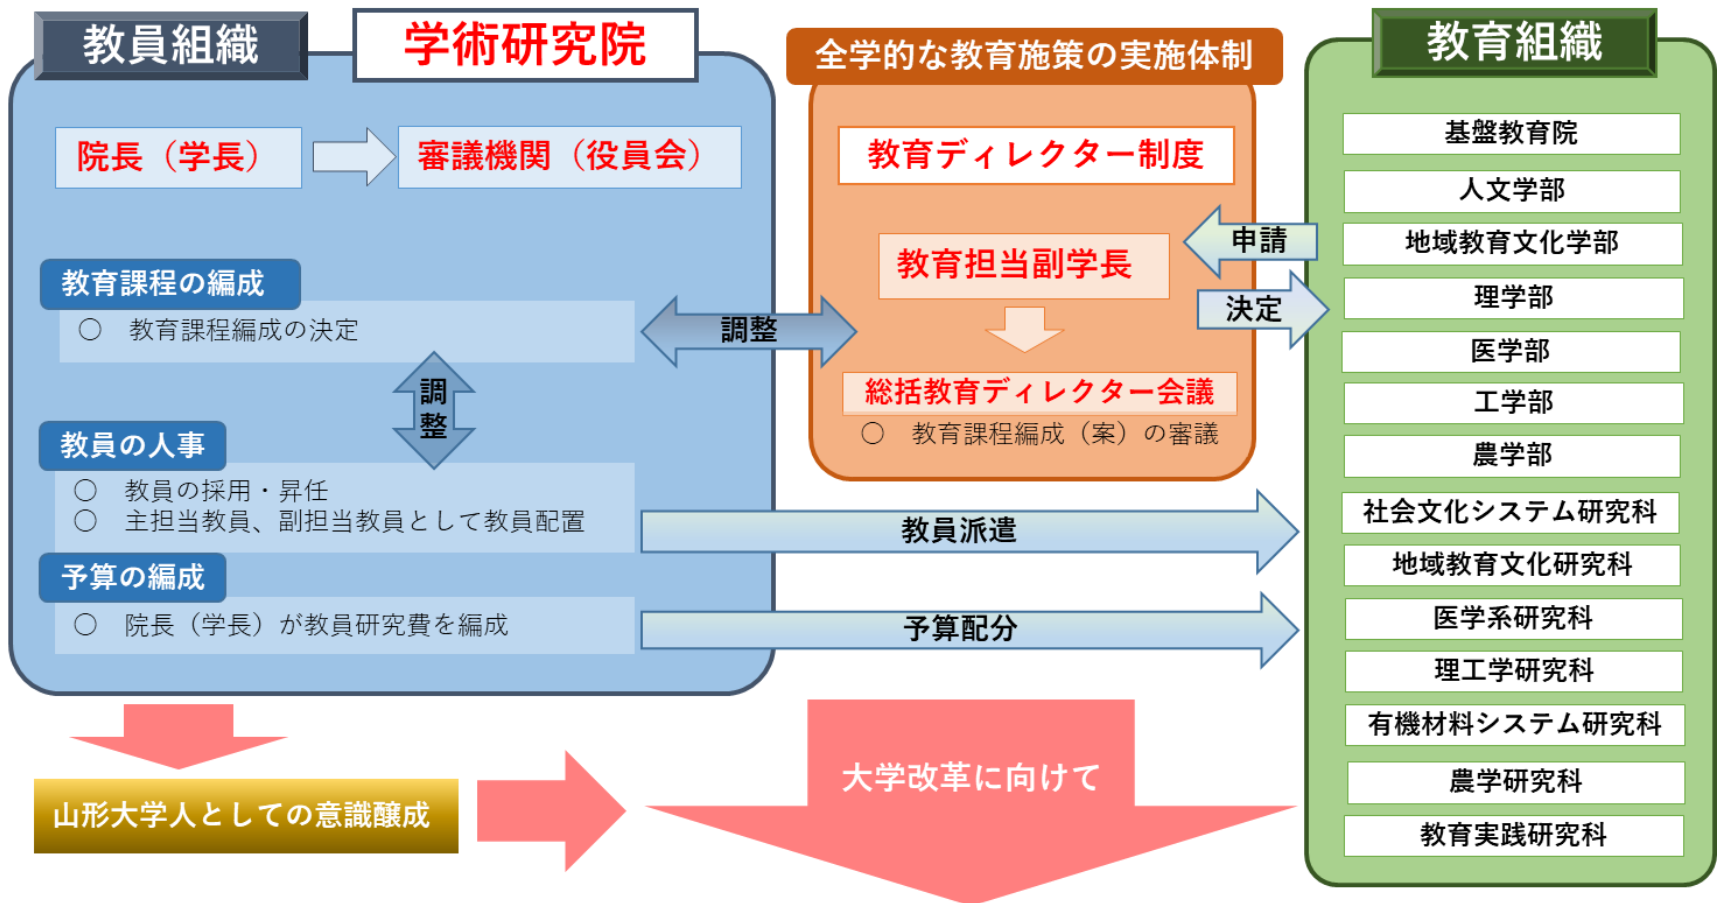 教員組織
学術研究院
院長（学長）
審議機関（役員会）
教育課程の編成
○　教育課程編成の決定
調整
教員の人事
○　教員の採用・昇任
○　主担当教員、副担当教員として教員配置
予算の編成
○　院長（学長）が教員研究費を編成
調整
全学的な教育施策の実施体制
教育ディレクター制度
教育担当副学長
総括教育ディレクター会議
○　教育課程編成（案）の審議
申請
決定
教員派遣
予算配分
教育組織
基盤教育院
人文学部
地域教育文化学部
理学部
医学部
工学部
農学部
社会文化システム研究科
地域教育文化研究科
医学系研究科
理工学研究科
有機材料システム研究科
農学研究科
教育実践研究科
山形大学人としての意識醸成
大学改革に向けて